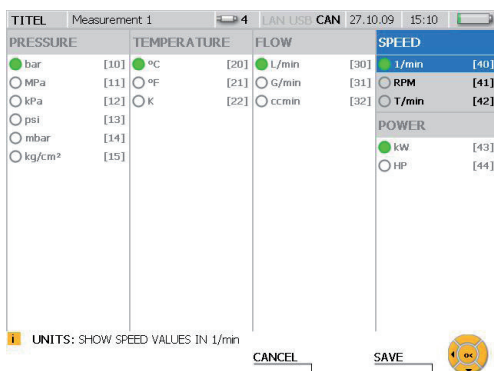 TITEL Measurement 1 4 LAN USB CAN 27.10.09 15:10
PRESSURE TEMPERATURE FLOW SPEED
bar [10] °C [20] L/min [30] 1/min [40]
MPa [11] °F [21] G/min [31] RPM [41]
kPa [12] K [22] ccmin [32] T/min [42]
psi [13] POWER
mbar [14] kW [43]
kg/cm² [15] HP [44]
i UNITS: SHOW SPEED VALUES IN 1/min
CANCEL SAVE OK